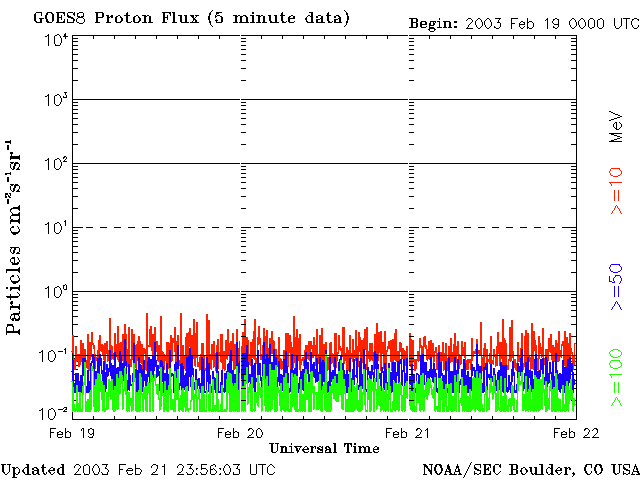 GOES8 Proton Flux (5 minute data)
Begin: 2003 Feb 19 0000 UTC
Particles cm⁻²s⁻¹sr⁻¹
10⁴
10³
10²
10¹
10⁰
10⁻¹
10⁻²
Feb 19 Feb 20 Feb 21 Feb 22
Universal Time
MeV
>=10
>=50
>=100
Updated 2003 Feb 21 23:56:03 UTC
NOAA/SEC Boulder, CO USA